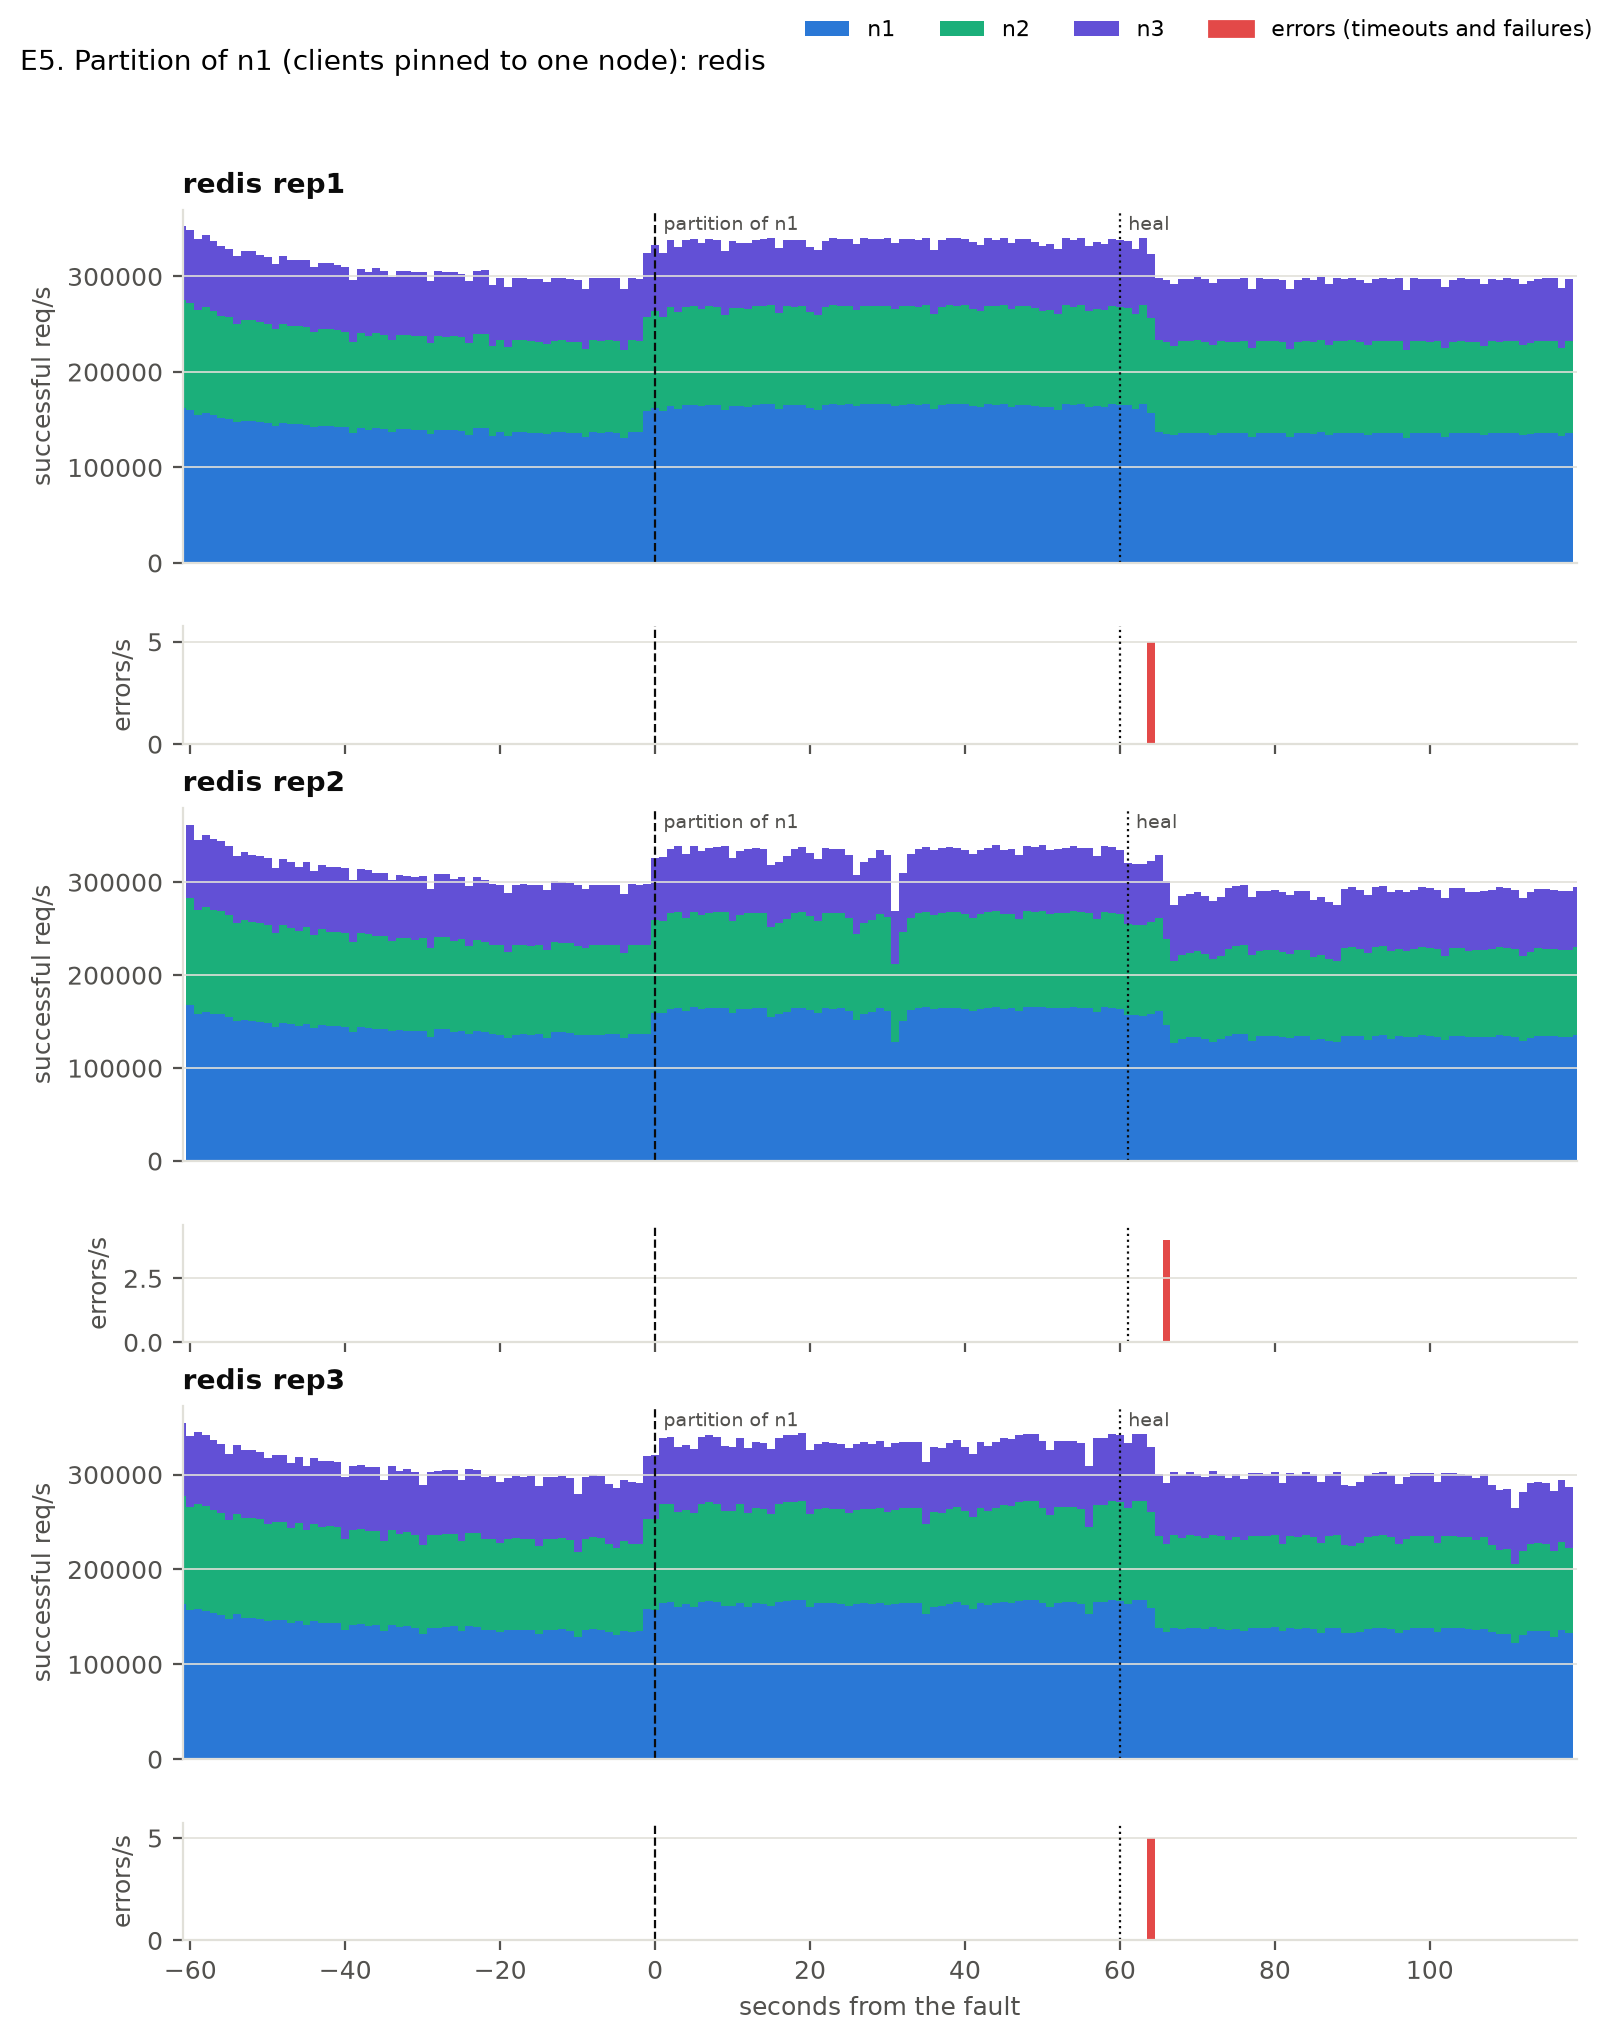 n1 n2 n3 errors (timeouts and failures)
E5. Partition of n1 (clients pinned to one node): redis
redis rep1
partition of n1 heal
successful req/s
300000
200000
100000
0
errors/s
5
0
redis rep2
partition of n1 heal
successful req/s
300000
200000
100000
0
errors/s
2.5
0.0
redis rep3
partition of n1 heal
successful req/s
300000
200000
100000
0
errors/s
5
0
−60 −40 −20 0 20 40 60 80 100
seconds from the fault